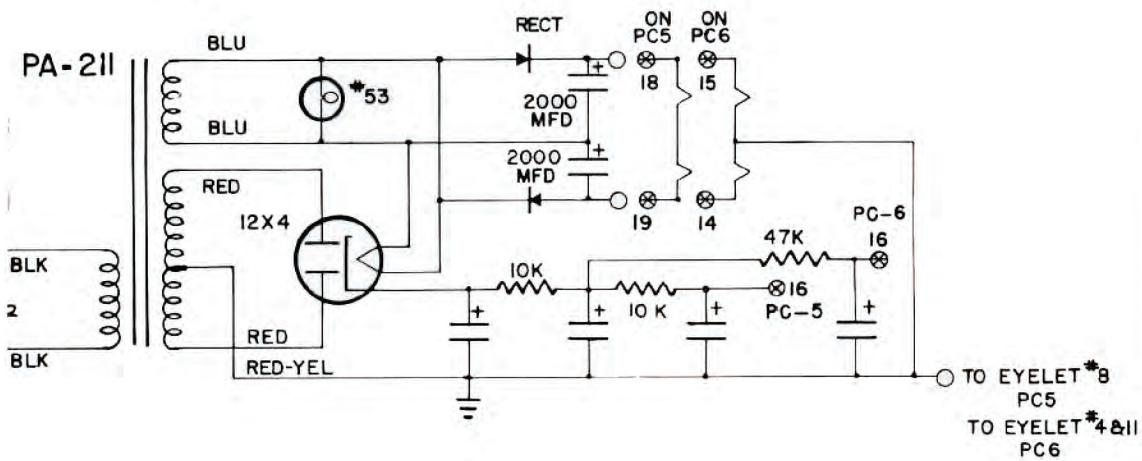 PA-211
BLU
RECT
ON
PC5
ON
PC6
#53
18
15
2000
MFD
BLU
2000
MFD
RED
12X4
19
14
PC-6
16
47K
BLK
10K
16
PC-5
10 K
2
BLK
RED
RED-YEL
TO EYELET #8
PC5
TO EYELET #4&11
PC6